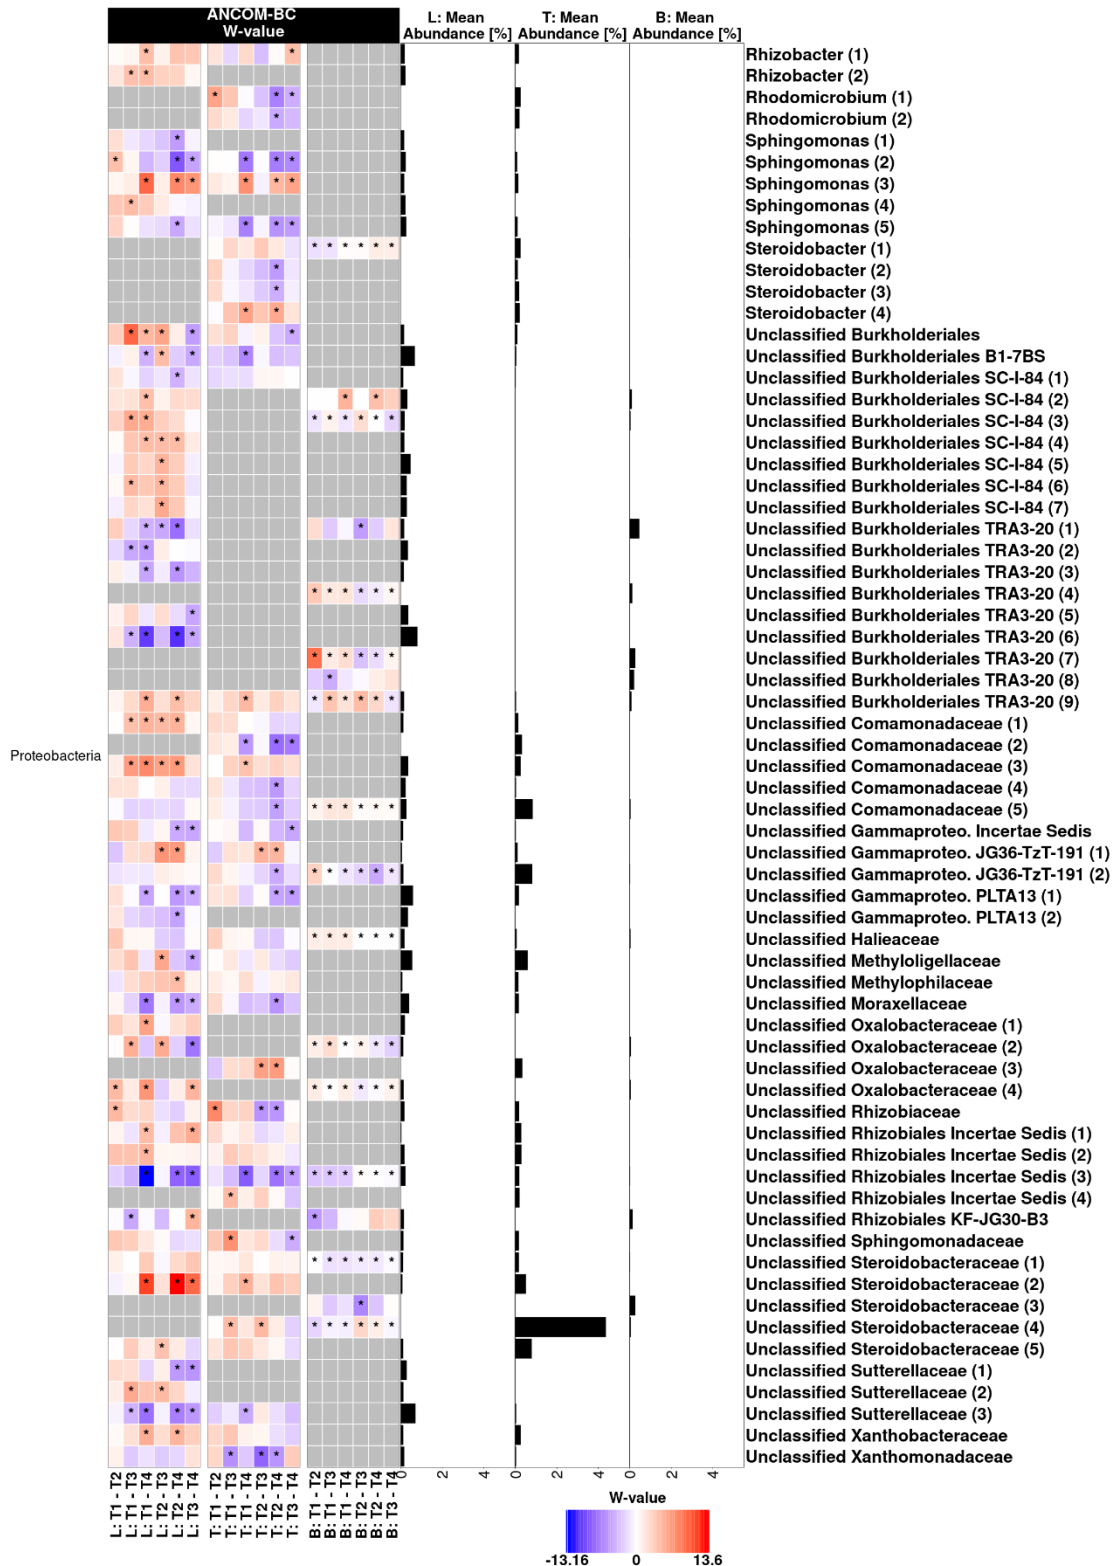 ANCOM-BC
W-value
L: Mean
Abundance [%]
T: Mean
Abundance [%]
B: Mean
Abundance [%]
Rhizobacter (1)
Rhizobacter (2)
Rhodomicrobium (1)
Rhodomicrobium (2)
Sphingomonas (1)
Sphingomonas (2)
Sphingomonas (3)
Sphingomonas (4)
Sphingomonas (5)
Steroidobacter (1)
Steroidobacter (2)
Steroidobacter (3)
Steroidobacter (4)
Unclassified Burkholderiales
Unclassified Burkholderiales B1-7BS
Unclassified Burkholderiales SC-I-84 (1)
Unclassified Burkholderiales SC-I-84 (2)
Unclassified Burkholderiales SC-I-84 (3)
Unclassified Burkholderiales SC-I-84 (4)
Unclassified Burkholderiales SC-I-84 (5)
Unclassified Burkholderiales SC-I-84 (6)
Unclassified Burkholderiales SC-I-84 (7)
Unclassified Burkholderiales TRA3-20 (1)
Unclassified Burkholderiales TRA3-20 (2)
Unclassified Burkholderiales TRA3-20 (3)
Unclassified Burkholderiales TRA3-20 (4)
Unclassified Burkholderiales TRA3-20 (5)
Unclassified Burkholderiales TRA3-20 (6)
Unclassified Burkholderiales TRA3-20 (7)
Unclassified Burkholderiales TRA3-20 (8)
Unclassified Burkholderiales TRA3-20 (9)
Unclassified Comamonadaceae (1)
Unclassified Comamonadaceae (2)
Proteobacteria
Unclassified Comamonadaceae (3)
Unclassified Comamonadaceae (4)
Unclassified Comamonadaceae (5)
Unclassified Gammaproteo. Incertae Sedis
Unclassified Gammaproteo. JG36-TzT-191 (1)
Unclassified Gammaproteo. JG36-TzT-191 (2)
Unclassified Gammaproteo. PLTA13 (1)
Unclassified Gammaproteo. PLTA13 (2)
Unclassified Halieaceae
Unclassified Methyloligellaceae
Unclassified Methylophilaceae
Unclassified Moraxellaceae
Unclassified Oxalobacteraceae (1)
Unclassified Oxalobacteraceae (2)
Unclassified Oxalobacteraceae (3)
Unclassified Oxalobacteraceae (4)
Unclassified Rhizobiaceae
Unclassified Rhizobiales Incertae Sedis (1)
Unclassified Rhizobiales Incertae Sedis (2)
Unclassified Rhizobiales Incertae Sedis (3)
Unclassified Rhizobiales Incertae Sedis (4)
Unclassified Rhizobiales KF-JG30-B3
Unclassified Sphingomonadaceae
Unclassified Steroidobacteraceae (1)
Unclassified Steroidobacteraceae (2)
Unclassified Steroidobacteraceae (3)
Unclassified Steroidobacteraceae (4)
Unclassified Steroidobacteraceae (5)
Unclassified Sutterellaceae (1)
Unclassified Sutterellaceae (2)
Unclassified Sutterellaceae (3)
Unclassified Xanthobacteraceae
Unclassified Xanthomonadaceae
L: T1 - T2
L: T1 - T3
L: T1 - T4
L: T2 - T3
L: T2 - T4
L: T3 - T4
T: T1 - T2
T: T1 - T3
T: T1 - T4
T: T2 - T3
T: T2 - T4
T: T3 - T4
B: T1 - T2
B: T1 - T3
B: T1 - T4
B: T2 - T3
B: T2 - T4
B: T3 - T4
0 2 4
0 2 4
0 2 4
W-value
-13.16 0 13.6